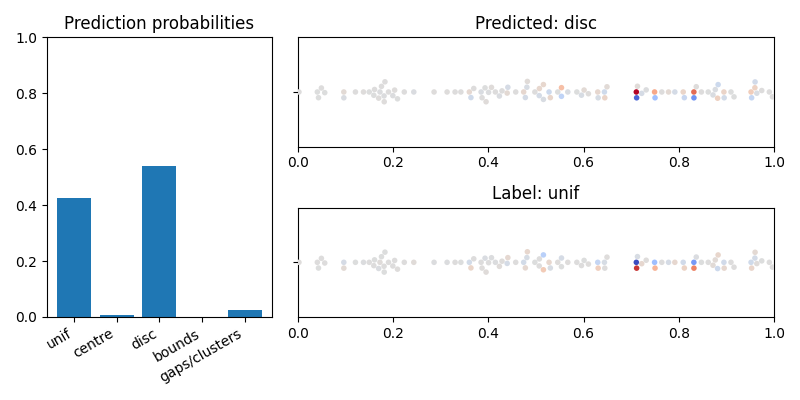 Prediction probabilities
1.0
0.8
0.6
0.4
0.2
0.0
unif
centre
disc
bounds
gaps/clusters
Predicted: disc
0.0 0.2 0.4 0.6 0.8 1.0
Label: unif
0.0 0.2 0.4 0.6 0.8 1.0